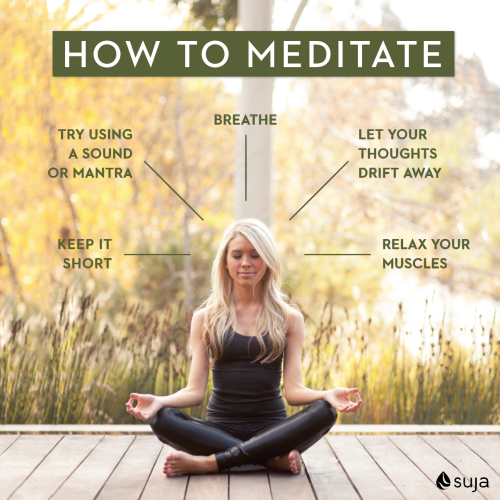 HOW TO MEDITATE
BREATHE
TRY USING
A SOUND
OR MANTRA
LET YOUR
THOUGHTS
DRIFT AWAY
KEEP IT
SHORT
RELAX YOUR
MUSCLES
suja